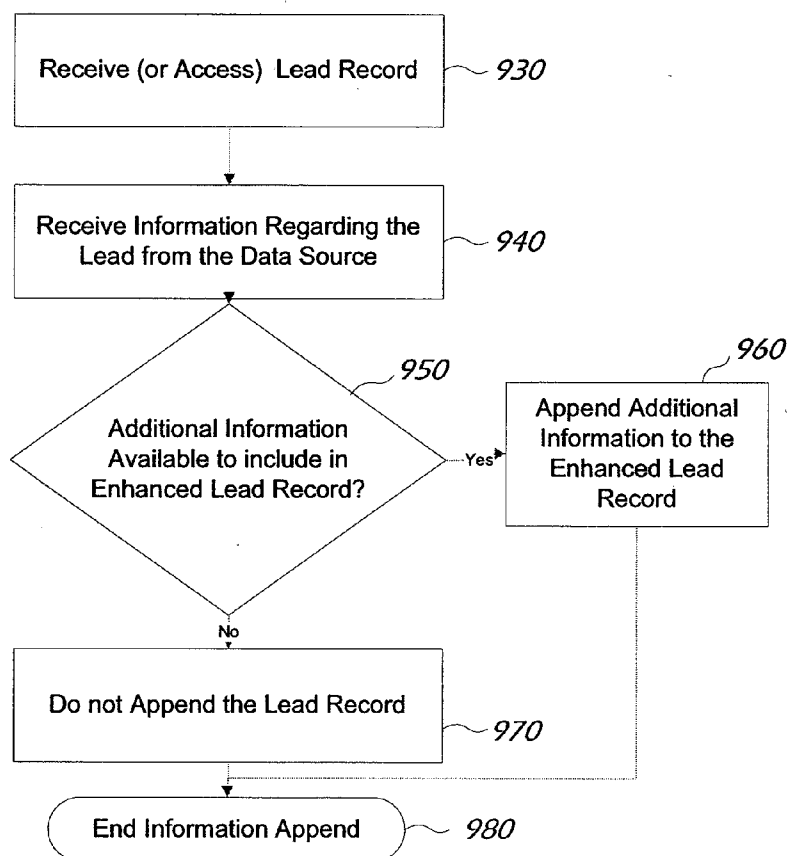 Receive (or Access) Lead Record
930
Receive Information Regarding the
Lead from the Data Source
940
950
Additional Information
Available to include in
Enhanced Lead Record?
Yes
960
Append Additional
Information to the
Enhanced Lead
Record
No
Do not Append the Lead Record
970
End Information Append
980